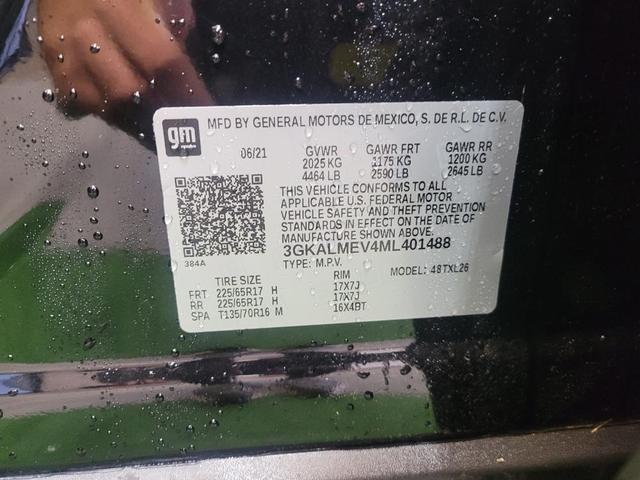 gm
MFD BY GENERAL MOTORS DE MEXICO, S. DE R.L. DE C.V.
06/21 GVWR GAWR FRT GAWR RR
2025 KG 1175 KG 1200 KG
4464 LB 2590 LB 2645 LB
THIS VEHICLE CONFORMS TO ALL
APPLICABLE U.S. FEDERAL MOTOR
VEHICLE SAFETY AND THEFT PREVENTION
STANDARDS IN EFFECT ON THE DATE OF
MANUFACTURE SHOWN ABOVE.
3GKALMEV4ML401488
384A
TYPE: M.P.V. MODEL: 48TXL26
TIRE SIZE RIM
FRT 225/65R17 H 17X7J
RR 225/65R17 H 17X7J
SPA T135/70R16 M 16X4BT